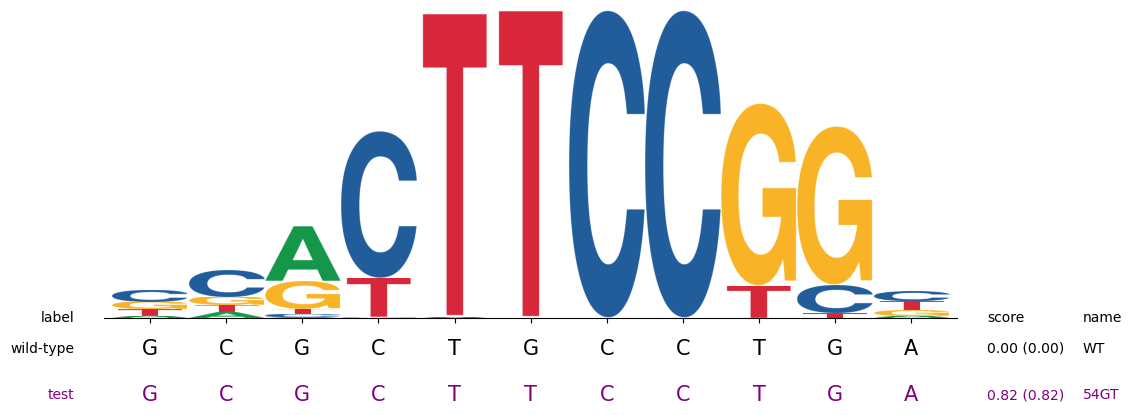 C C A C T T C C G G C
G G G T T C T
T T T T G
A A C A
label score name
wild-type G C G C T G C C T G A 0.00 (0.00) WT
test G C G C T T C C T G A 0.82 (0.82) 54GT